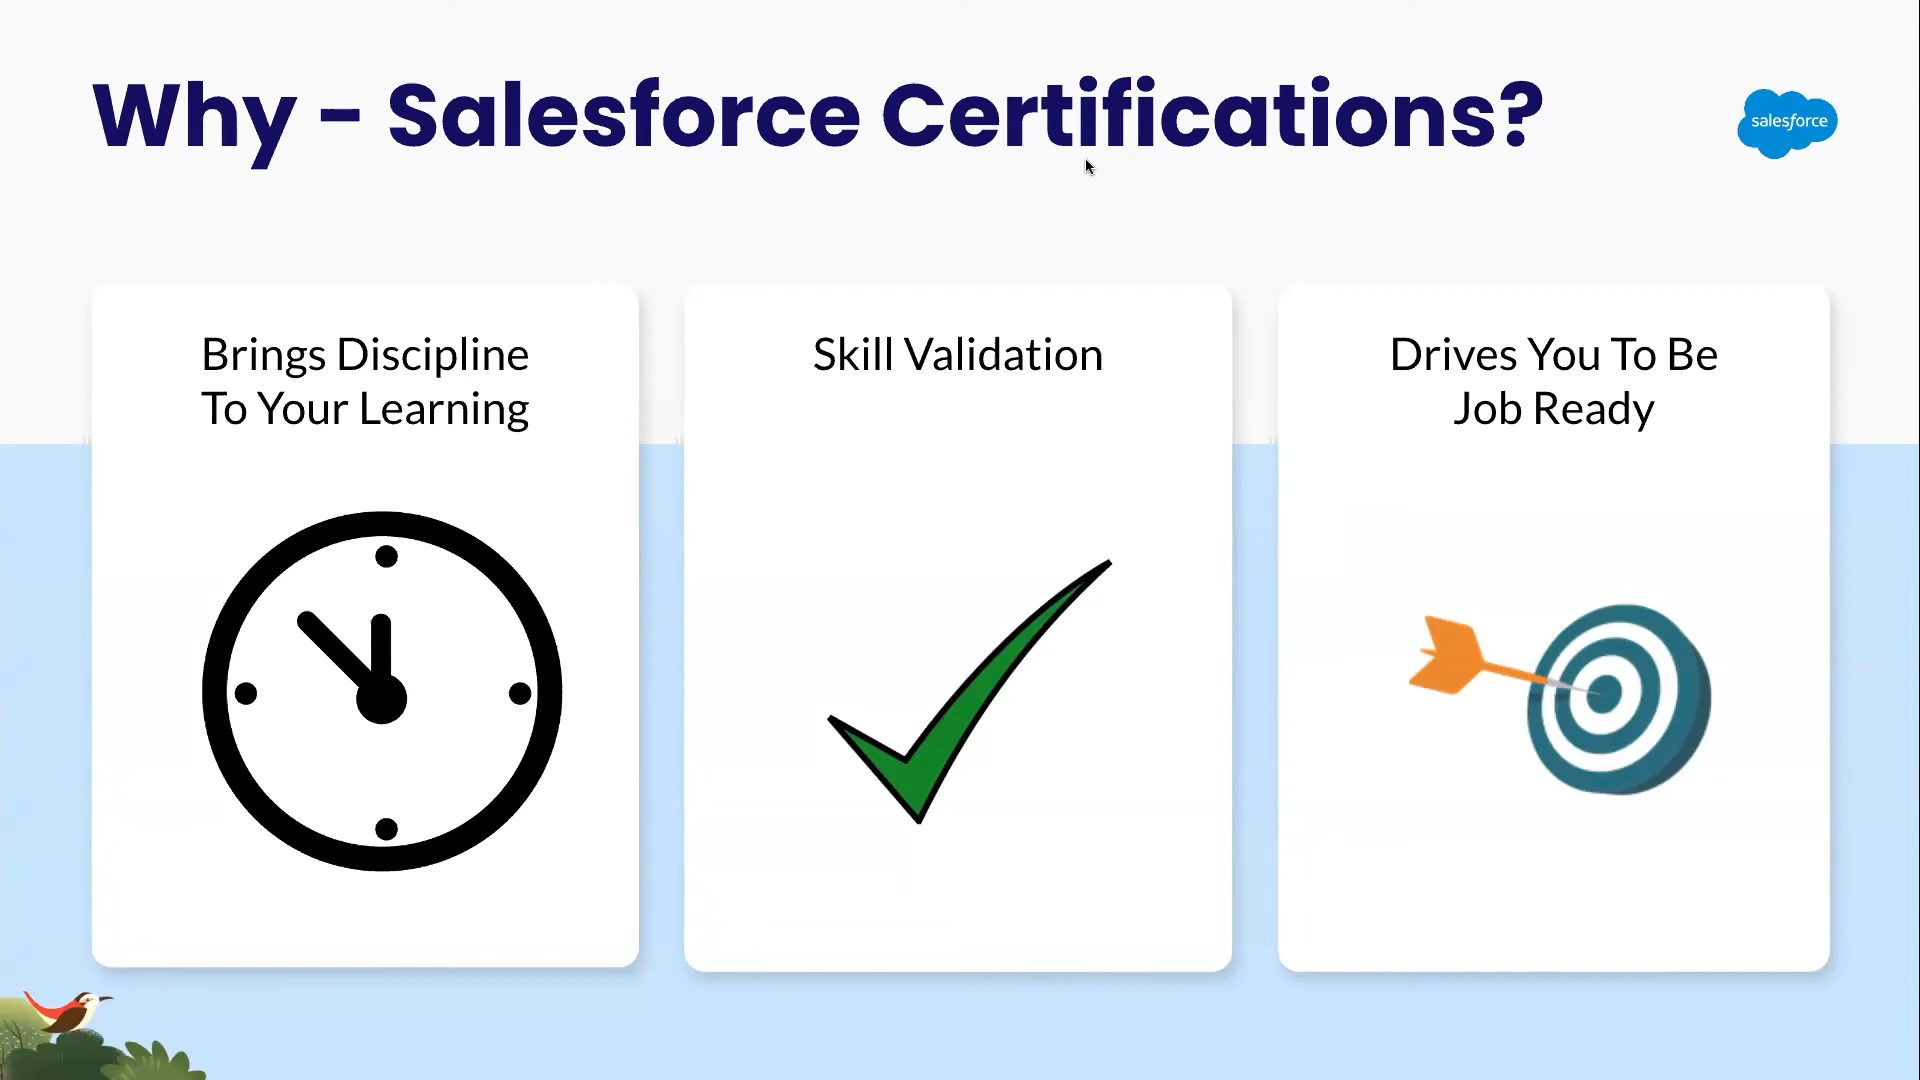 Why - Salesforce Certifications?
salesforce
Brings Discipline
To Your Learning
Skill Validation
Drives You To Be
Job Ready